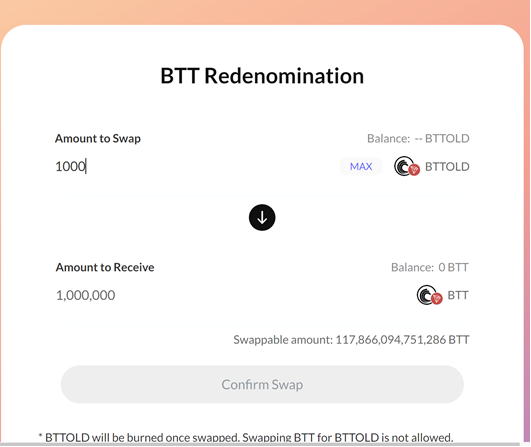 BTT Redenomination
Amount to Swap Balance: -- BTTOLD
1000 MAX BTTOLD
Amount to Receive Balance: 0 BTT
1,000,000 BTT
Swappable amount: 117,866,094,751,286 BTT
Confirm Swap
* BTTOLD will be burned once swapped. Swapping BTT for BTTOLD is not allowed.